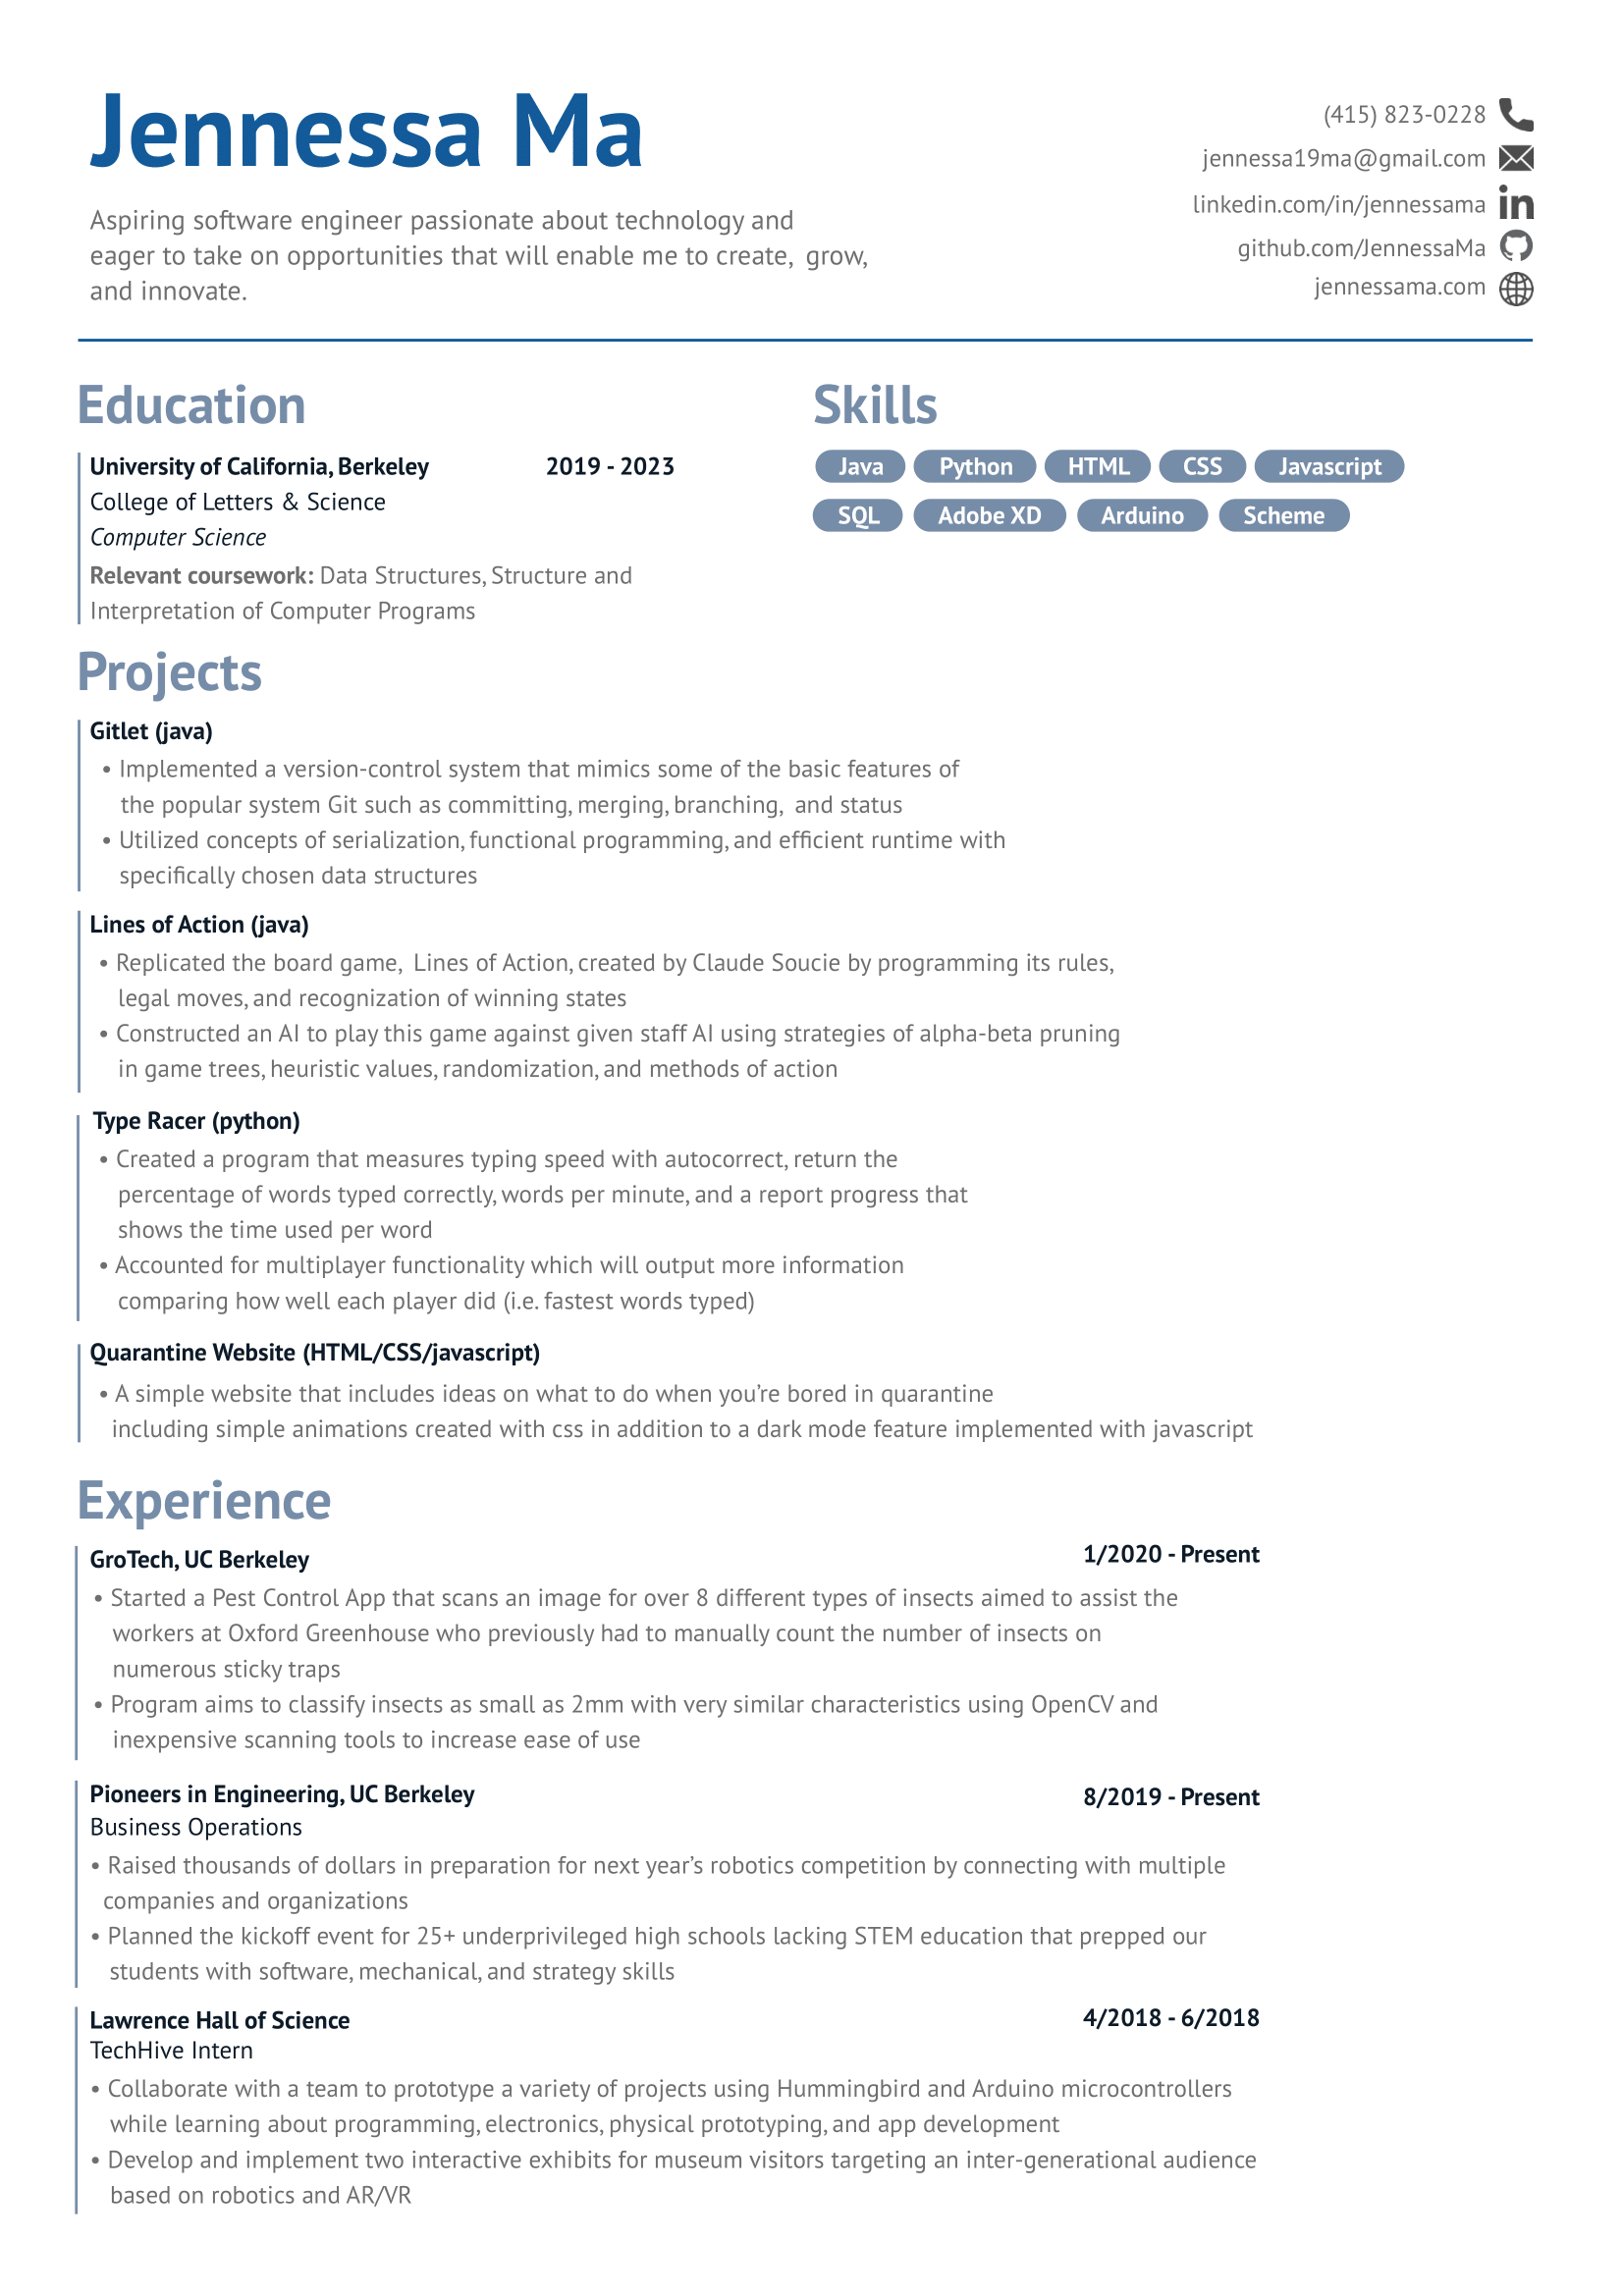 Jennessa Ma
Aspiring software engineer passionate about technology and
eager to take on opportunities that will enable me to create, grow,
and innovate.
(415) 823-0228
jennessa19ma@gmail.com
linkedin.com/in/jennessama
github.com/JennessaMa
jennessama.com
Education
University of California, Berkeley 2019 - 2023
College of Letters & Science
Computer Science
Relevant coursework: Data Structures, Structure and
Interpretation of Computer Programs
Skills
Java Python HTML CSS Javascript
SQL Adobe XD Arduino Scheme
Projects
Gitlet (java)
• Implemented a version-control system that mimics some of the basic features of
the popular system Git such as committing, merging, branching, and status
• Utilized concepts of serialization, functional programming, and efficient runtime with
specifically chosen data structures
Lines of Action (java)
• Replicated the board game, Lines of Action, created by Claude Soucie by programming its rules,
legal moves, and recognization of winning states
• Constructed an AI to play this game against given staff AI using strategies of alpha-beta pruning
in game trees, heuristic values, randomization, and methods of action
Type Racer (python)
• Created a program that measures typing speed with autocorrect, return the
percentage of words typed correctly, words per minute, and a report progress that
shows the time used per word
• Accounted for multiplayer functionality which will output more information
comparing how well each player did (i.e. fastest words typed)
Quarantine Website (HTML/CSS/javascript)
• A simple website that includes ideas on what to do when you’re bored in quarantine
including simple animations created with css in addition to a dark mode feature implemented with javascript
Experience
GroTech, UC Berkeley 1/2020 - Present
• Started a Pest Control App that scans an image for over 8 different types of insects aimed to assist the
workers at Oxford Greenhouse who previously had to manually count the number of insects on
numerous sticky traps
• Program aims to classify insects as small as 2mm with very similar characteristics using OpenCV and
inexpensive scanning tools to increase ease of use
Pioneers in Engineering, UC Berkeley 8/2019 - Present
Business Operations
• Raised thousands of dollars in preparation for next year’s robotics competition by connecting with multiple
companies and organizations
• Planned the kickoff event for 25+ underprivileged high schools lacking STEM education that prepped our
students with software, mechanical, and strategy skills
Lawrence Hall of Science 4/2018 - 6/2018
TechHive Intern
• Collaborate with a team to prototype a variety of projects using Hummingbird and Arduino microcontrollers
while learning about programming, electronics, physical prototyping, and app development
• Develop and implement two interactive exhibits for museum visitors targeting an inter-generational audience
based on robotics and AR/VR